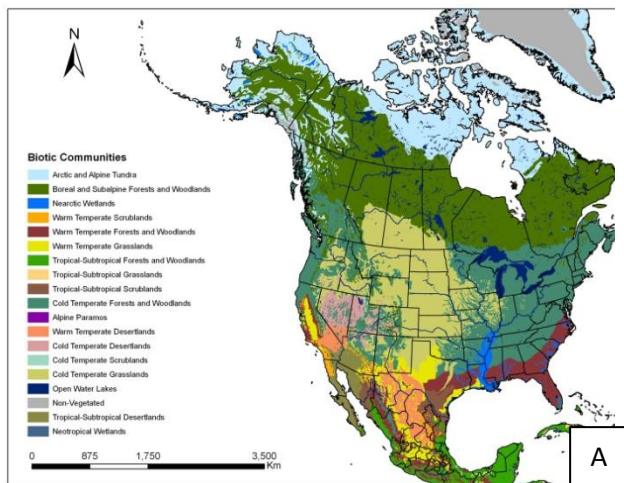 N
Biotic Communities
Arctic and Alpine Tundra
Boreal and Subalpine Forests and Woodlands
Nearctic Wetlands
Warm Temperate Scrublands
Warm Temperate Forests and Woodlands
Warm Temperate Grasslands
Tropical-Subtropical Forests and Woodlands
Tropical-Subtropical Grasslands
Tropical-Subtropical Scrublands
Cold Temperate Forests and Woodlands
Alpine Paramos
Warm Temperate Desertlands
Cold Temperate Desertlands
Cold Temperate Scrublands
Cold Temperate Grasslands
Open Water Lakes
Non-Vegetated
Tropical-Subtropical Desertlands
Neotropical Wetlands
0 875 1,750 3,500
Km
A